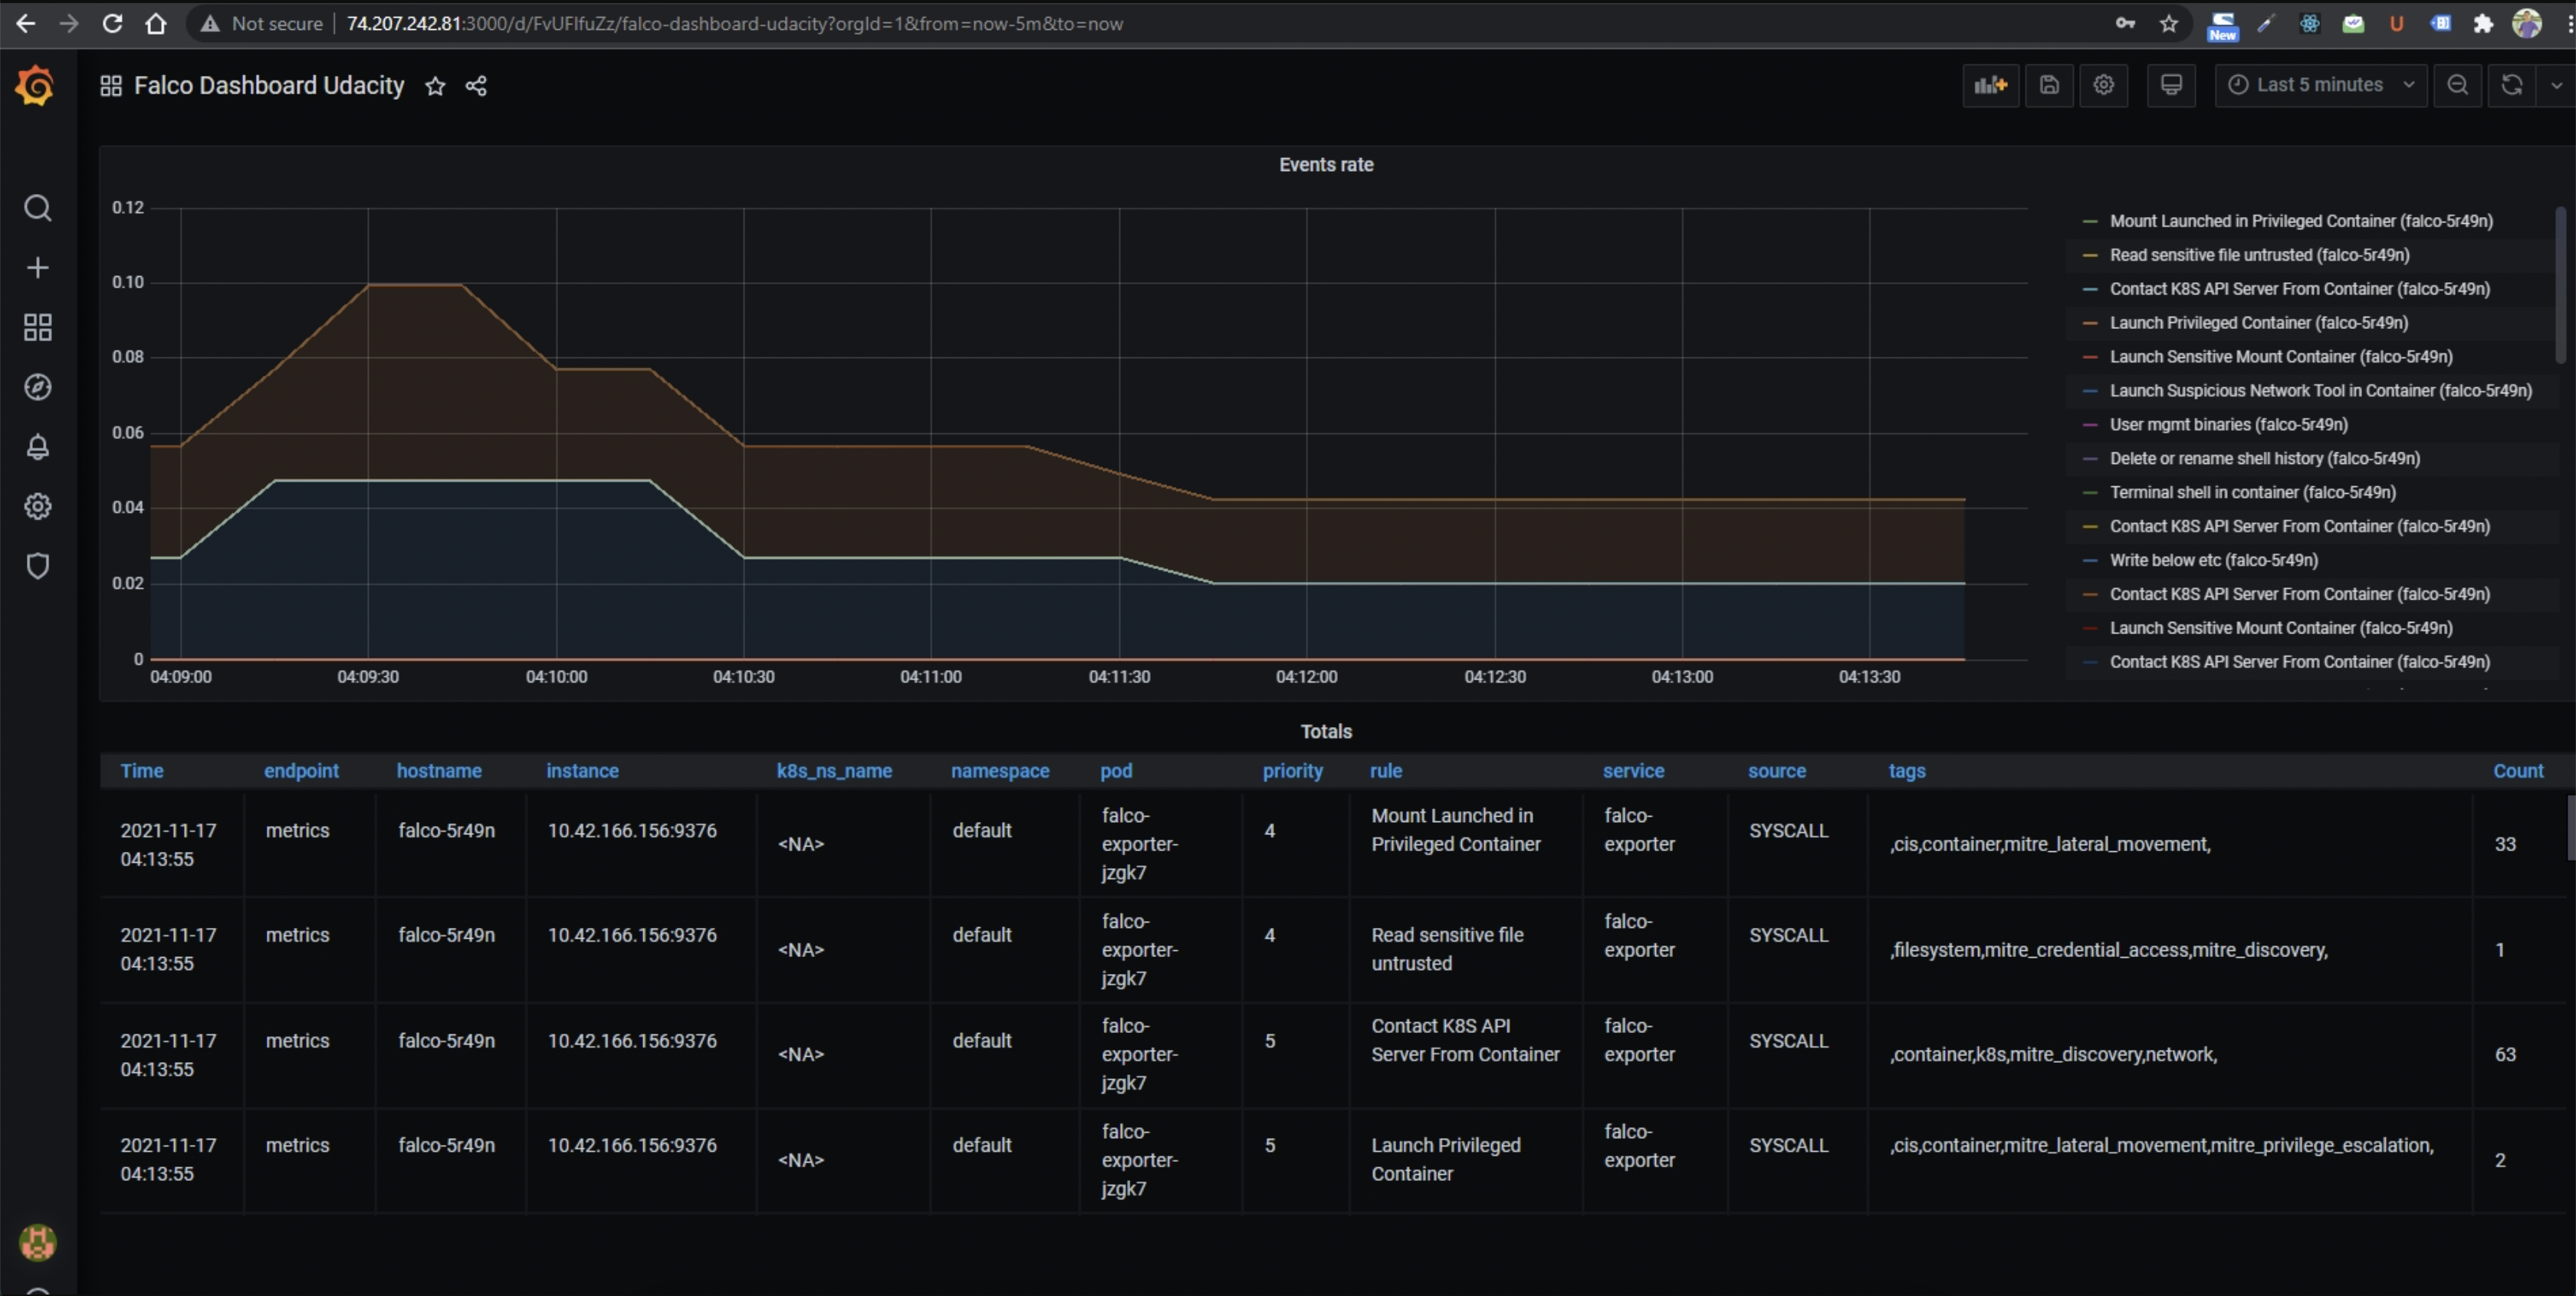 Not secure | 74.207.242.81:3000/d/FvUFIfuZz/falco-dashboard-udacity?orgId=1&from=now-5m&to=now
New
U
Falco Dashboard Udacity
Last 5 minutes
Events rate
0.12
0.10
0.08
0.06
0.04
0.02
0
04:09:00 04:09:30 04:10:00 04:10:30 04:11:00 04:11:30 04:12:00 04:12:30 04:13:00 04:13:30
Mount Launched in Privileged Container (falco-5r49n)
Read sensitive file untrusted (falco-5r49n)
Contact K8S API Server From Container (falco-5r49n)
Launch Privileged Container (falco-5r49n)
Launch Sensitive Mount Container (falco-5r49n)
Launch Suspicious Network Tool in Container (falco-5r49n)
User mgmt binaries (falco-5r49n)
Delete or rename shell history (falco-5r49n)
Terminal shell in container (falco-5r49n)
Contact K8S API Server From Container (falco-5r49n)
Write below etc (falco-5r49n)
Contact K8S API Server From Container (falco-5r49n)
Launch Sensitive Mount Container (falco-5r49n)
Contact K8S API Server From Container (falco-5r49n)
Totals
Time endpoint hostname instance k8s_ns_name namespace pod priority rule service source tags Count
2021-11-17 04:13:55 metrics falco-5r49n 10.42.166.156:9376 <NA> default falco-exporter-jzgk7 4 Mount Launched in Privileged Container falco-exporter SYSCALL ,cis,container,mitre_lateral_movement, 33
2021-11-17 04:13:55 metrics falco-5r49n 10.42.166.156:9376 <NA> default falco-exporter-jzgk7 4 Read sensitive file untrusted falco-exporter SYSCALL ,filesystem,mitre_credential_access,mitre_discovery, 1
2021-11-17 04:13:55 metrics falco-5r49n 10.42.166.156:9376 <NA> default falco-exporter-jzgk7 5 Contact K8S API Server From Container falco-exporter SYSCALL ,container,k8s,mitre_discovery,network, 63
2021-11-17 04:13:55 metrics falco-5r49n 10.42.166.156:9376 <NA> default falco-exporter-jzgk7 5 Launch Privileged Container falco-exporter SYSCALL ,cis,container,mitre_lateral_movement,mitre_privilege_escalation, 2